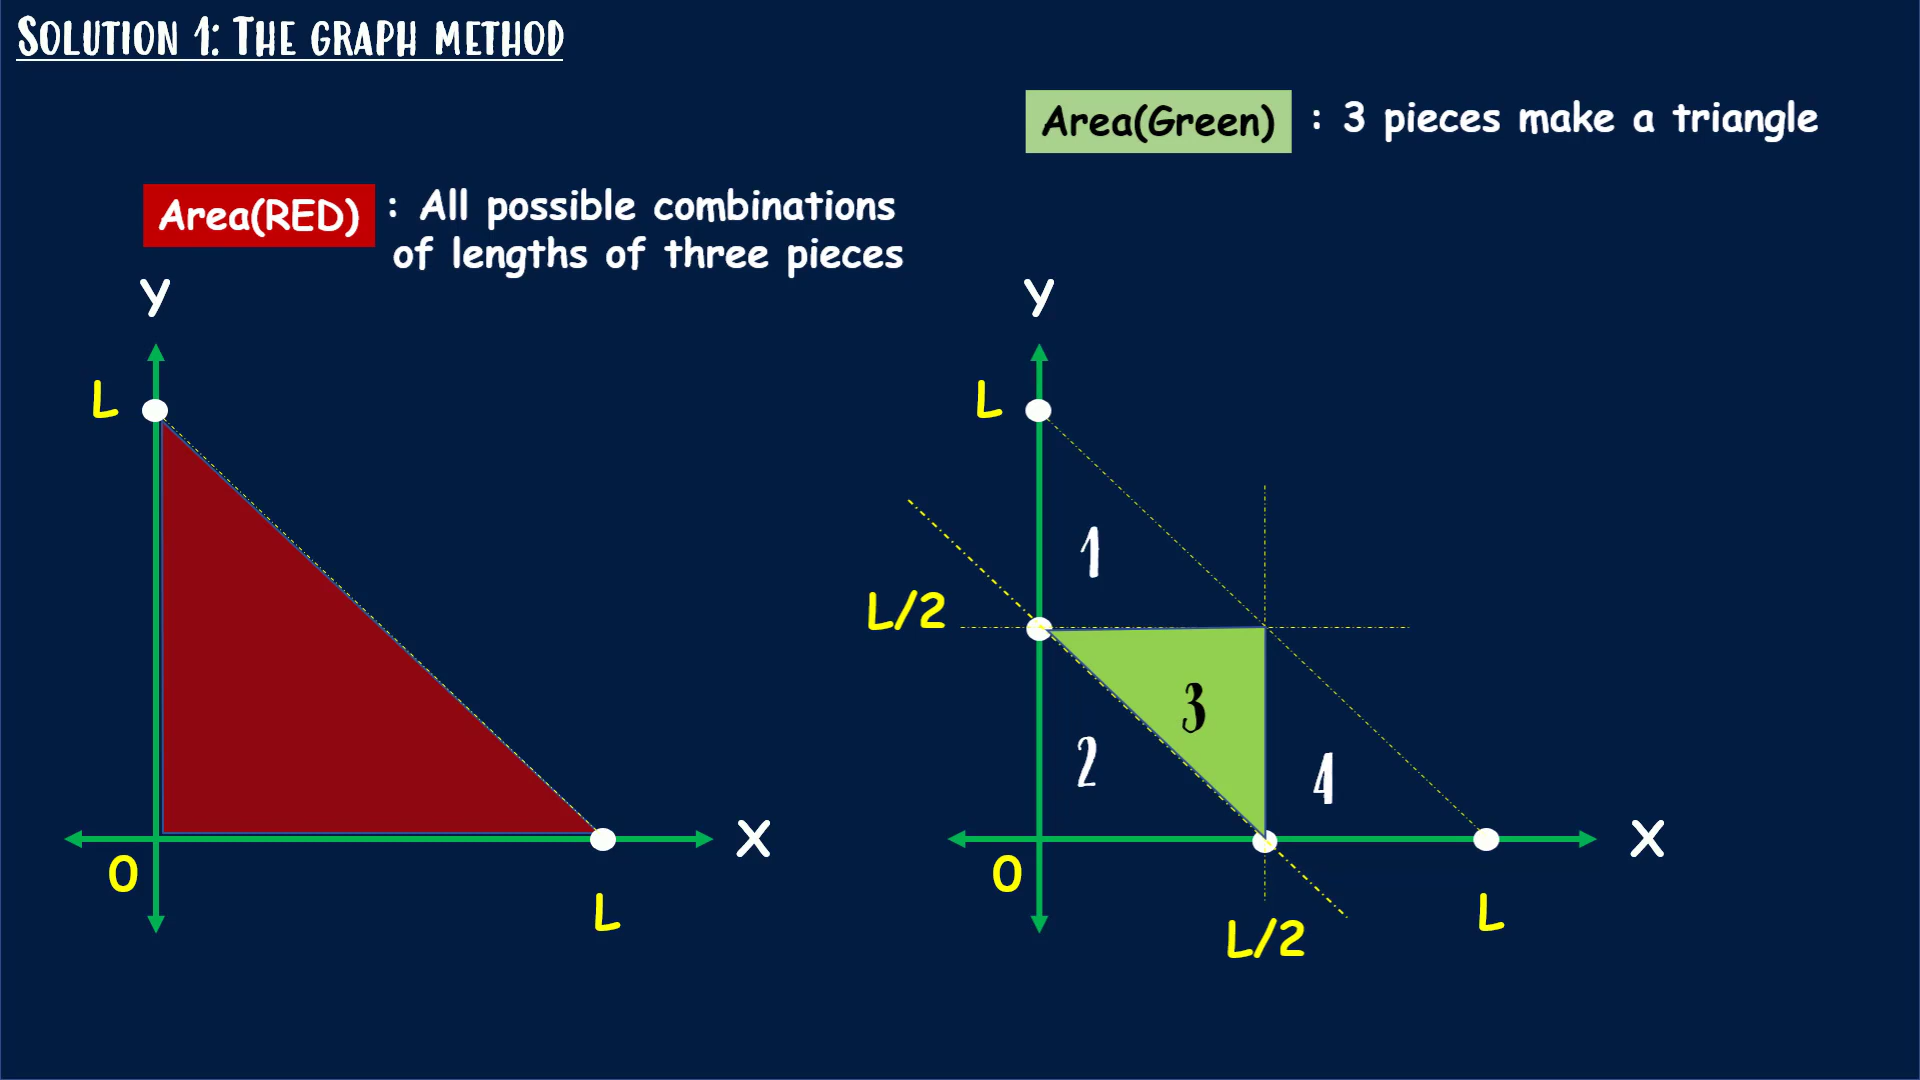 SOLUTION 1: THE GRAPH METHOD
Area(Green) : 3 pieces make a triangle
Area(RED) : All possible combinations
of lengths of three pieces
y
L
0
L
X
y
L
L/2
1
3
2
4
0
L/2
L
X